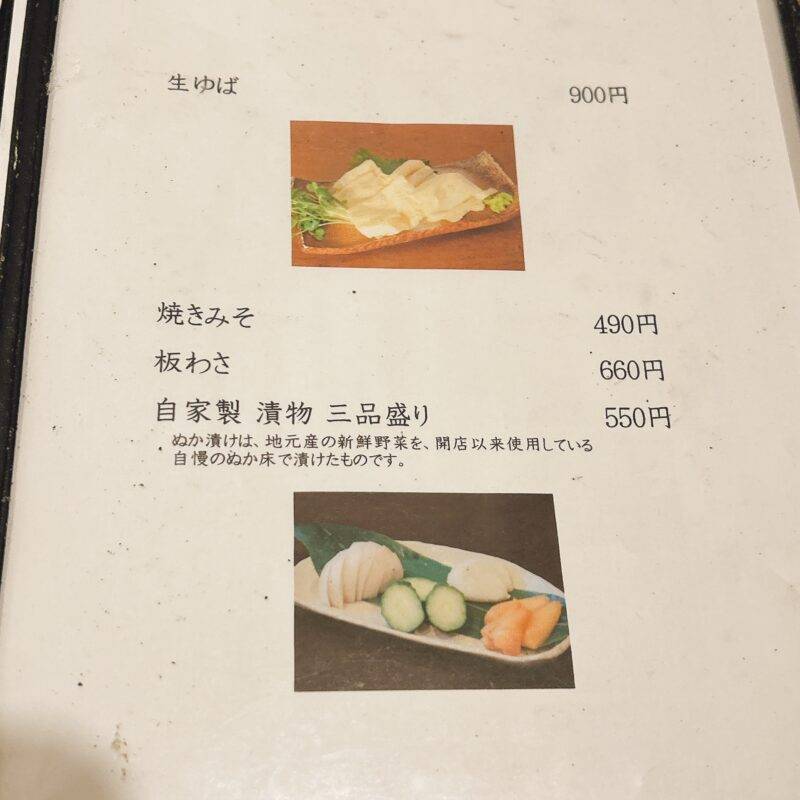 生ゆば 900円
焼きみそ 490円
板わさ 660円
自家製 漬物 三品盛り 550円
ぬか漬けは、地元産の新鮮野菜を、開店以来使用している
自慢のぬか床で漬けたものです。